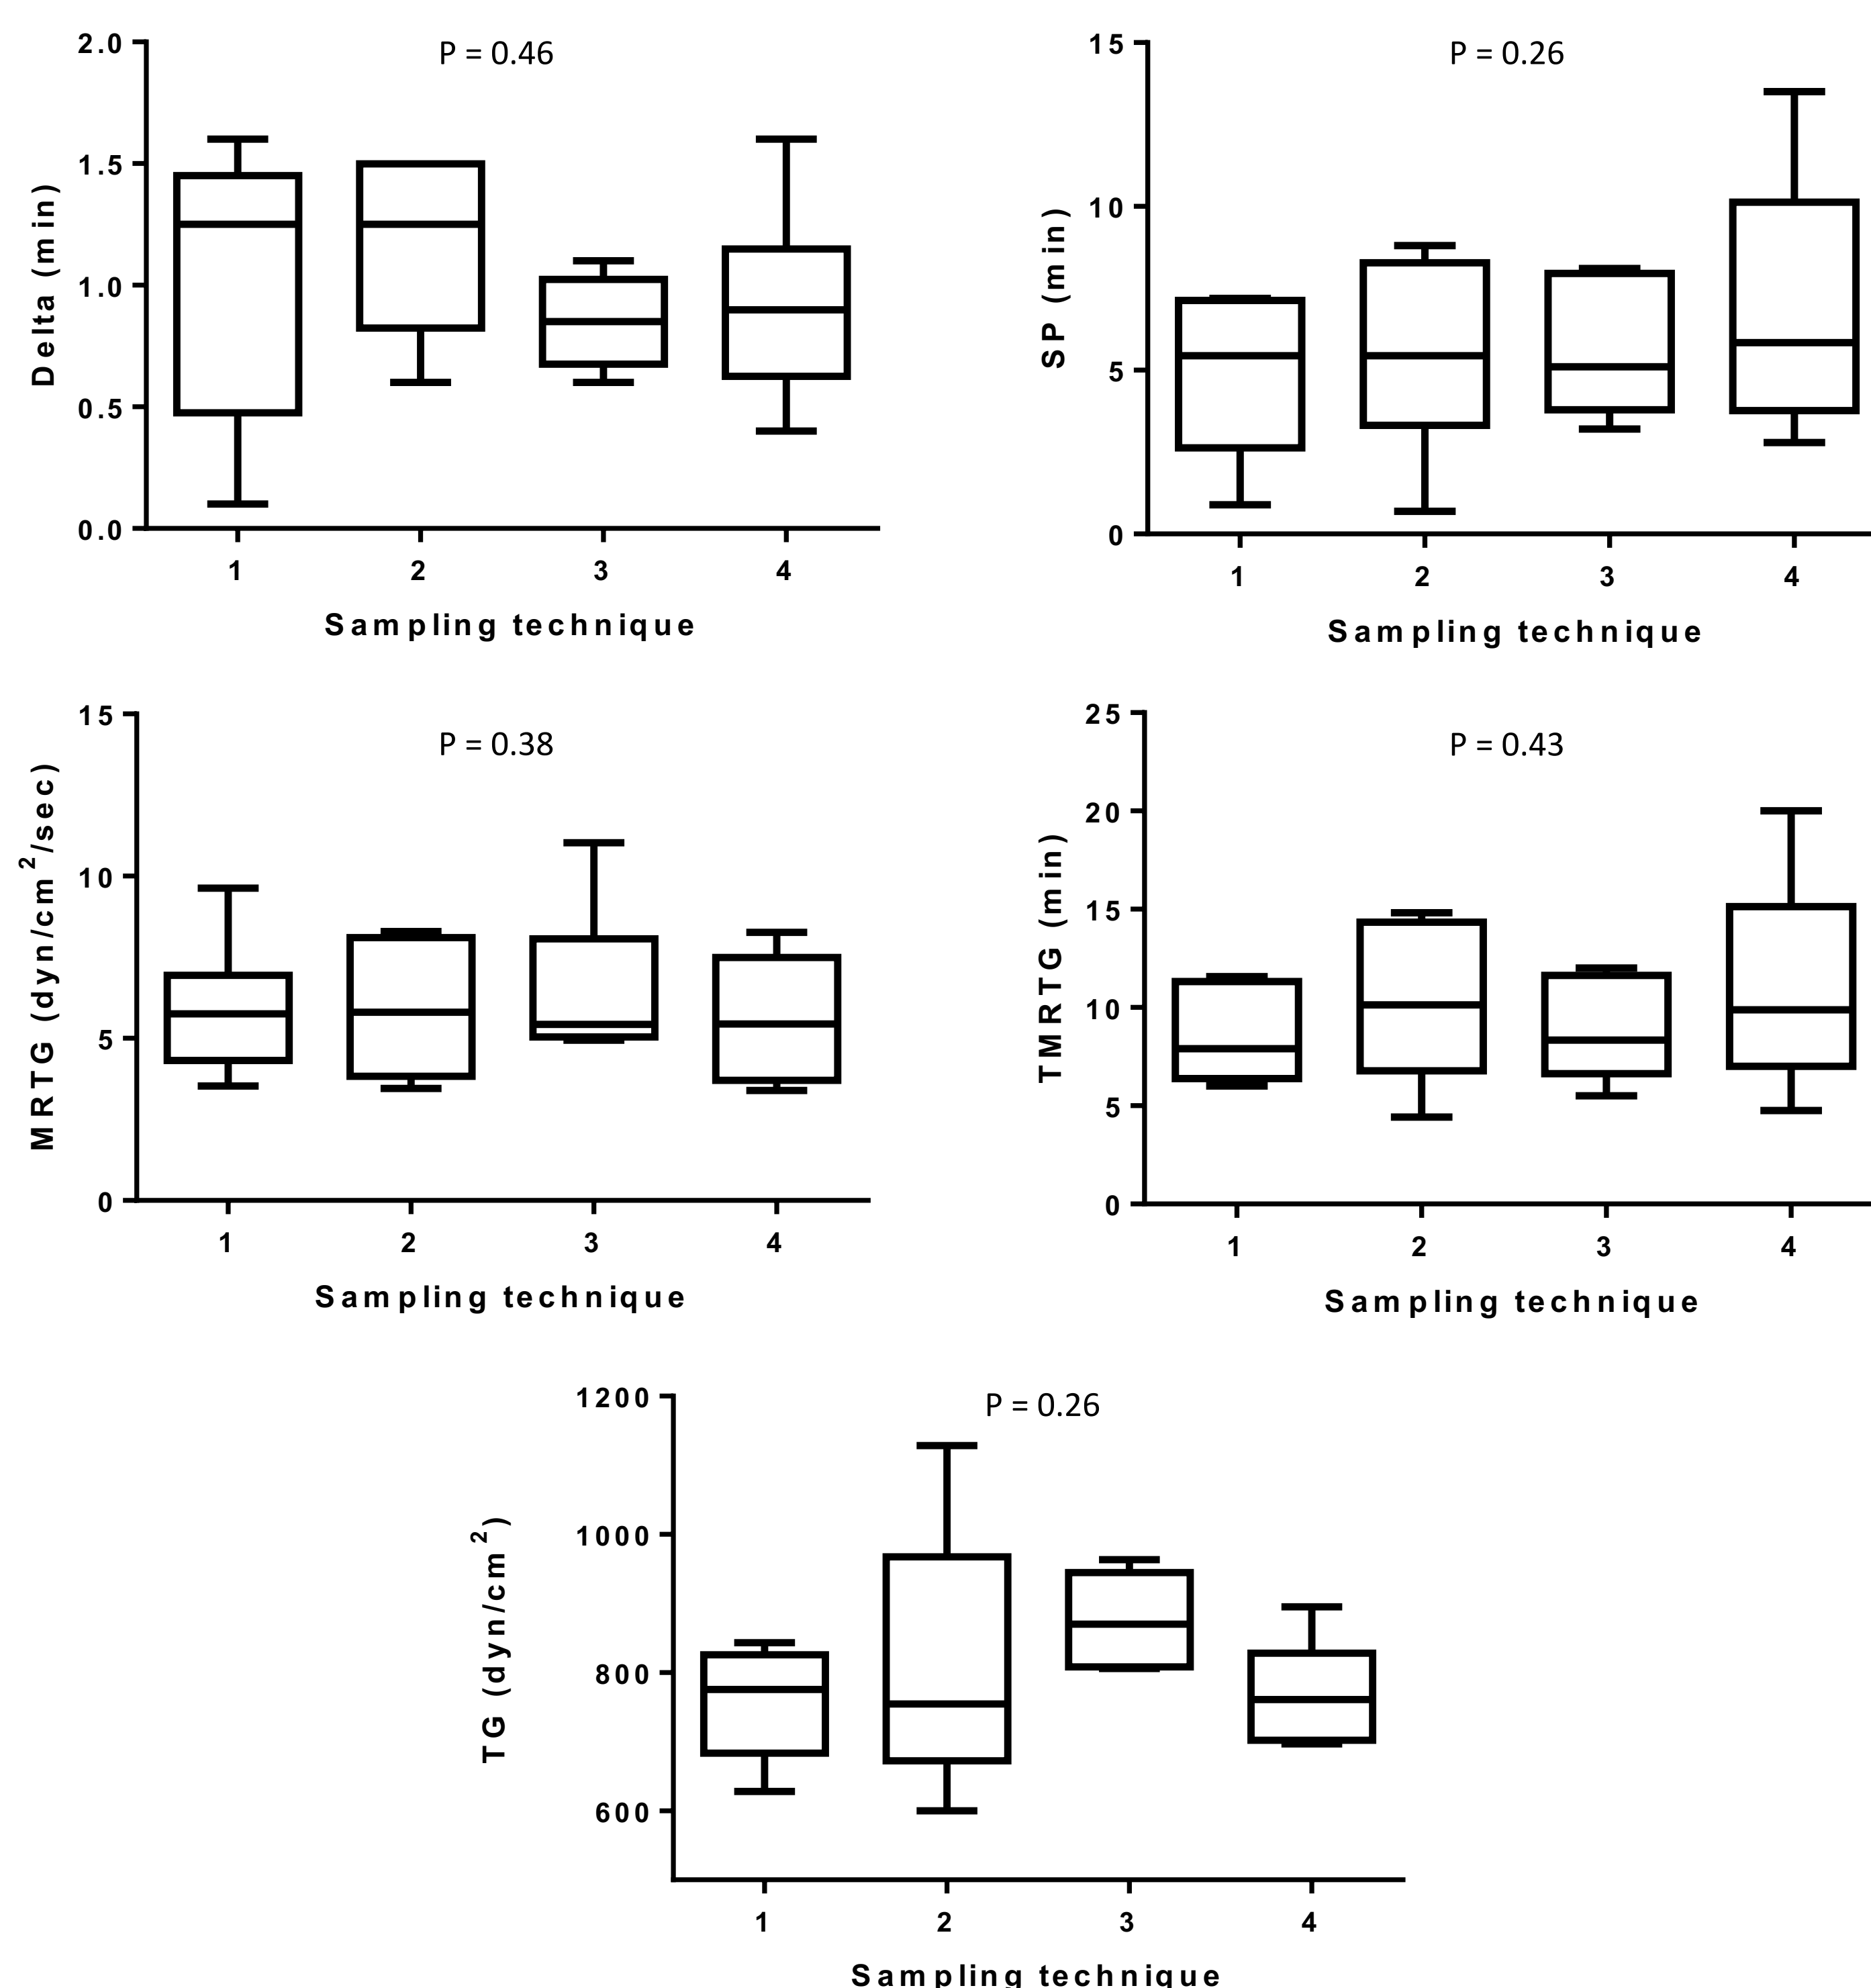 P = 0.46
2.0
1.5
1.0
0.5
0.0
Delta (min)
1 2 3 4
Sampling technique
P = 0.26
15
10
5
0
SP (min)
1 2 3 4
Sampling technique
P = 0.38
15
10
5
0
MRTG (dyn/cm²/sec)
1 2 3 4
Sampling technique
P = 0.43
25
20
15
10
5
0
TMRTG (min)
1 2 3 4
Sampling technique
P = 0.26
1200
1000
800
600
TG (dyn/cm²)
1 2 3 4
Sampling technique